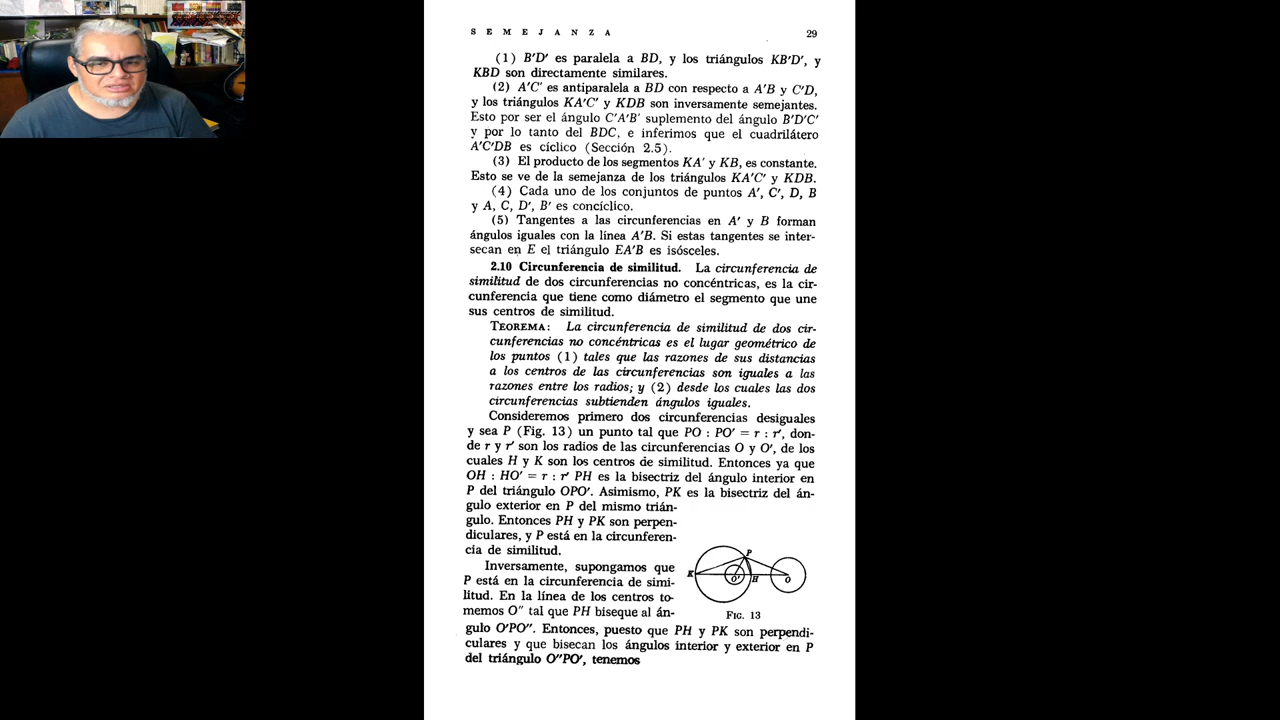 SEMEJANZA 29
(1) B'D' es paralela a BD, y los triángulos KB'D', y
KBD son directamente similares.
(2) A'C' es antiparalela a BD con respecto a A'B y C'D,
y los triángulos KA'C' y KDB son inversamente semejantes.
Esto por ser el ángulo C'A'B' suplemento del ángulo B'D'C'
y por lo tanto del BDC, e inferimos que el cuadrilátero
A'C'DB es cíclico (Sección 2.5).
(3) El producto de los segmentos KA' y KB, es constante.
Esto se ve de la semejanza de los triángulos KA'C' y KDB.
(4) Cada uno de los conjuntos de puntos A', C', D, B
y A, C, D', B' es concíclico.
(5) Tangentes a las circunferencias en A' y B forman
ángulos iguales con la línea A'B. Si estas tangentes se inter-
secan en E el triángulo EA'B es isósceles.
2.10 Circunferencia de similitud. La circunferencia de
similitud de dos circunferencias no concéntricas, es la cir-
cunferencia que tiene como diámetro el segmento que une
sus centros de similitud.
TEOREMA: La circunferencia de similitud de dos cir-
cunferencias no concéntricas es el lugar geométrico de
los puntos (1) tales que las razones de sus distancias
a los centros de las circunferencias son iguales a las
razones entre los radios; y (2) desde los cuales las dos
circunferencias subtienden ángulos iguales.
Consideremos primero dos circunferencias desiguales
y sea P (Fig. 13) un punto tal que PO : PO' = r : r', don-
de r y r' son los radios de las circunferencias O y O', de los
cuales H y K son los centros de similitud. Entonces ya que
OH : HO' = r : r' PH es la bisectriz del ángulo interior en
P del triángulo OPO'. Asimismo, PK es la bisectriz del án-
gulo exterior en P del mismo trián-
gulo. Entonces PH y PK son perpen-
diculares, y P está en la circunferen-
cia de similitud.
Inversamente, supongamos que
P está en la circunferencia de simi-
litud. En la línea de los centros to-
memos O'' tal que PH biseque al án-
P
K O' H O
FIG. 13
gulo O'PO''. Entonces, puesto que PH y PK son perpendi-
culares y que bisecan los ángulos interior y exterior en P
del triángulo O''PO', tenemos